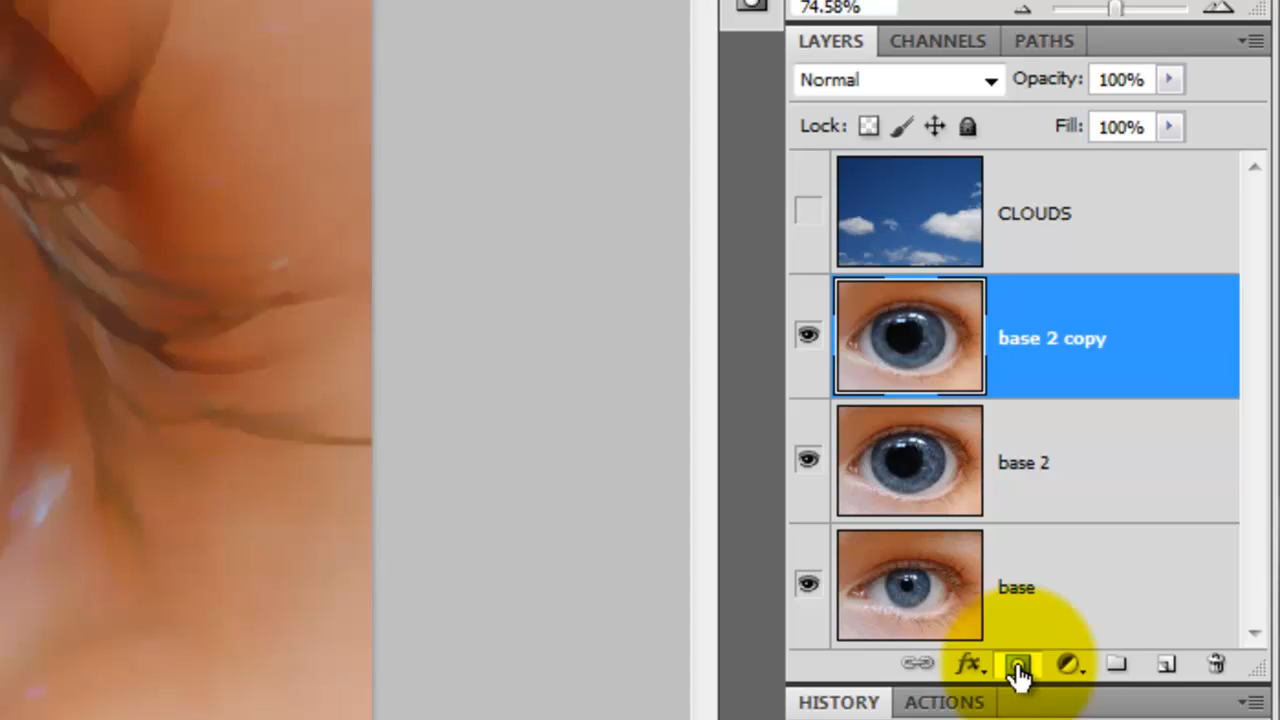 74.58%
LAYERS CHANNELS PATHS
Normal Opacity: 100%
Lock: Fill: 100%
CLOUDS
base 2 copy
base 2
base
fx
HISTORY ACTIONS